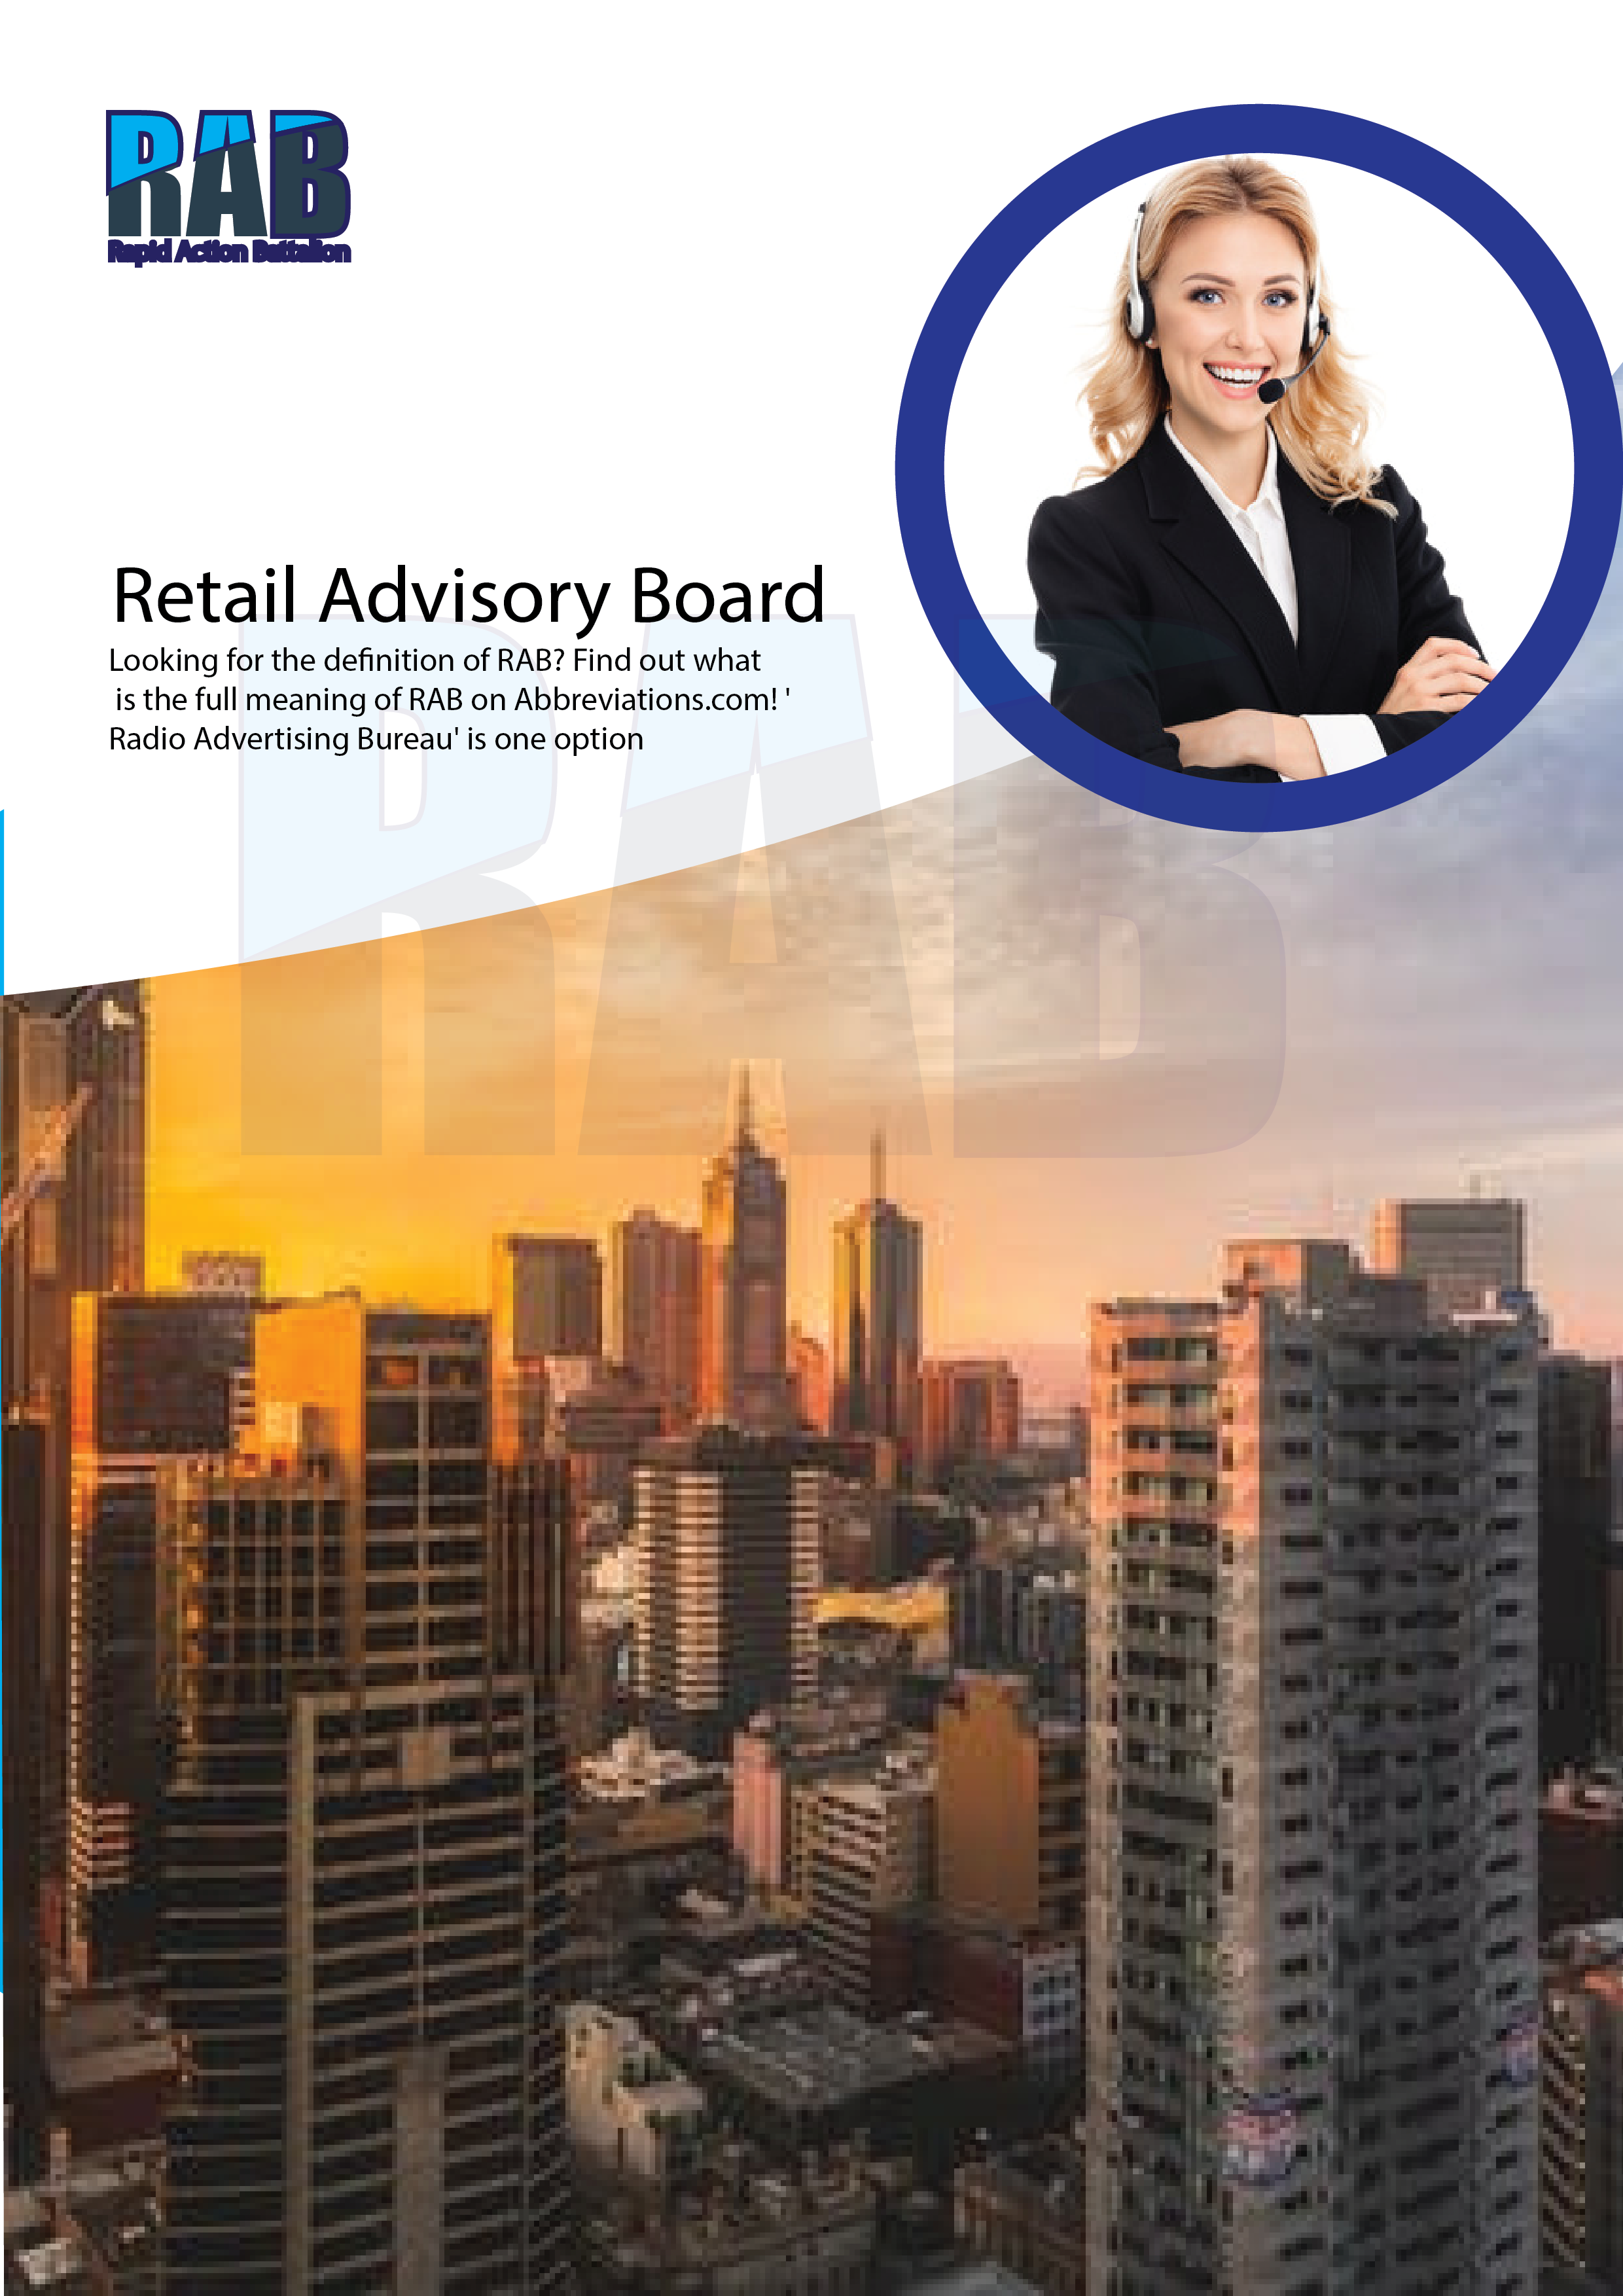 RAB
Rapid Action Battalion
Retail Advisory Board
Looking for the definition of RAB? Find out what
is the full meaning of RAB on Abbreviations.com! '
Radio Advertising Bureau' is one option
RAB